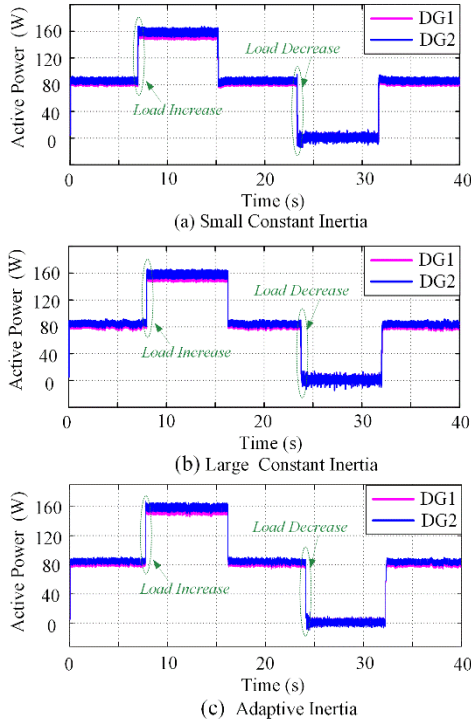 Active Power (W)
160
120
80
40
0
DG1
DG2
Load Decrease
Load Increase
0
10
20
30
40
Time (s)
(a) Small Constant Inertia
Active Power (W)
160
120
80
40
0
DG1
DG2
Load Decrease
Load Increase
0
10
20
30
40
Time (s)
(b) Large Constant Inertia
Active Power (W)
160
120
80
40
0
DG1
DG2
Load Decrease
Load Increase
0
10
20
30
40
Time (s)
(c) Adaptive Inertia